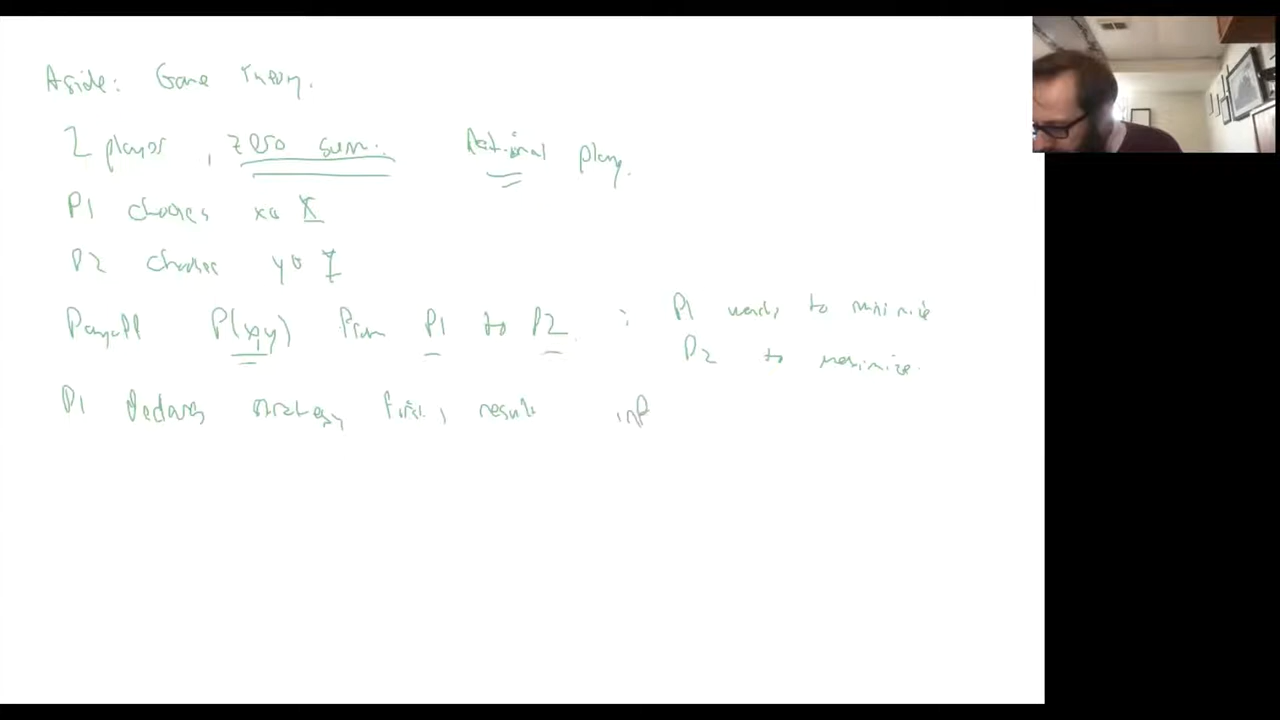 Aside: Game Theory.
2 player, zero sum. Rational play.
P1 chooses x∈ X
P2 chooses y∈ Y
Payoff P(x,y) from P1 to P2 : P1 wants to minimize
P2 to maximize.
P1 declares strategy first, result inf